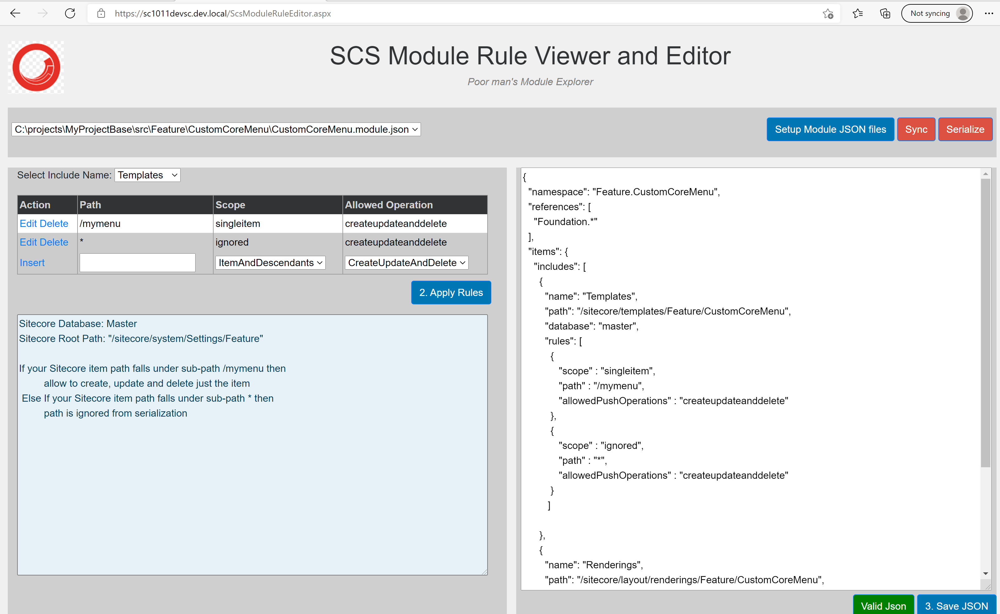 https://sc1011devsc.dev.local/ScsModuleRuleEditor.aspx
Not syncing
SCS Module Rule Viewer and Editor
Poor man's Module Explorer
C:\projects\MyProjectBase\src\Feature\CustomCoreMenu\CustomCoreMenu.module.json
Setup Module JSON files
Sync
Serialize
Select Include Name: Templates
Action Path Scope Allowed Operation
Edit Delete /mymenu singleitem createupdateanddelete
Edit Delete * ignored createupdateanddelete
Insert ItemAndDescendants CreateUpdateAndDelete
2. Apply Rules
Sitecore Database: Master
Sitecore Root Path: "/sitecore/system/Settings/Feature"
If your Sitecore item path falls under sub-path /mymenu then
allow to create, update and delete just the item
Else If your Sitecore item path falls under sub-path * then
path is ignored from serialization
{
"namespace": "Feature.CustomCoreMenu",
"references": [
"Foundation.*"
],
"items": {
"includes": [
{
"name": "Templates",
"path": "/sitecore/templates/Feature/CustomCoreMenu",
"database": "master",
"rules": [
{
"scope" : "singleitem",
"path" : "/mymenu",
"allowedPushOperations" : "createupdateanddelete"
},
{
"scope" : "ignored",
"path" : "*",
"allowedPushOperations" : "createupdateanddelete"
}
]
},
{
"name": "Renderings",
"path": "/sitecore/layout/renderings/Feature/CustomCoreMenu",
Valid Json
3. Save JSON